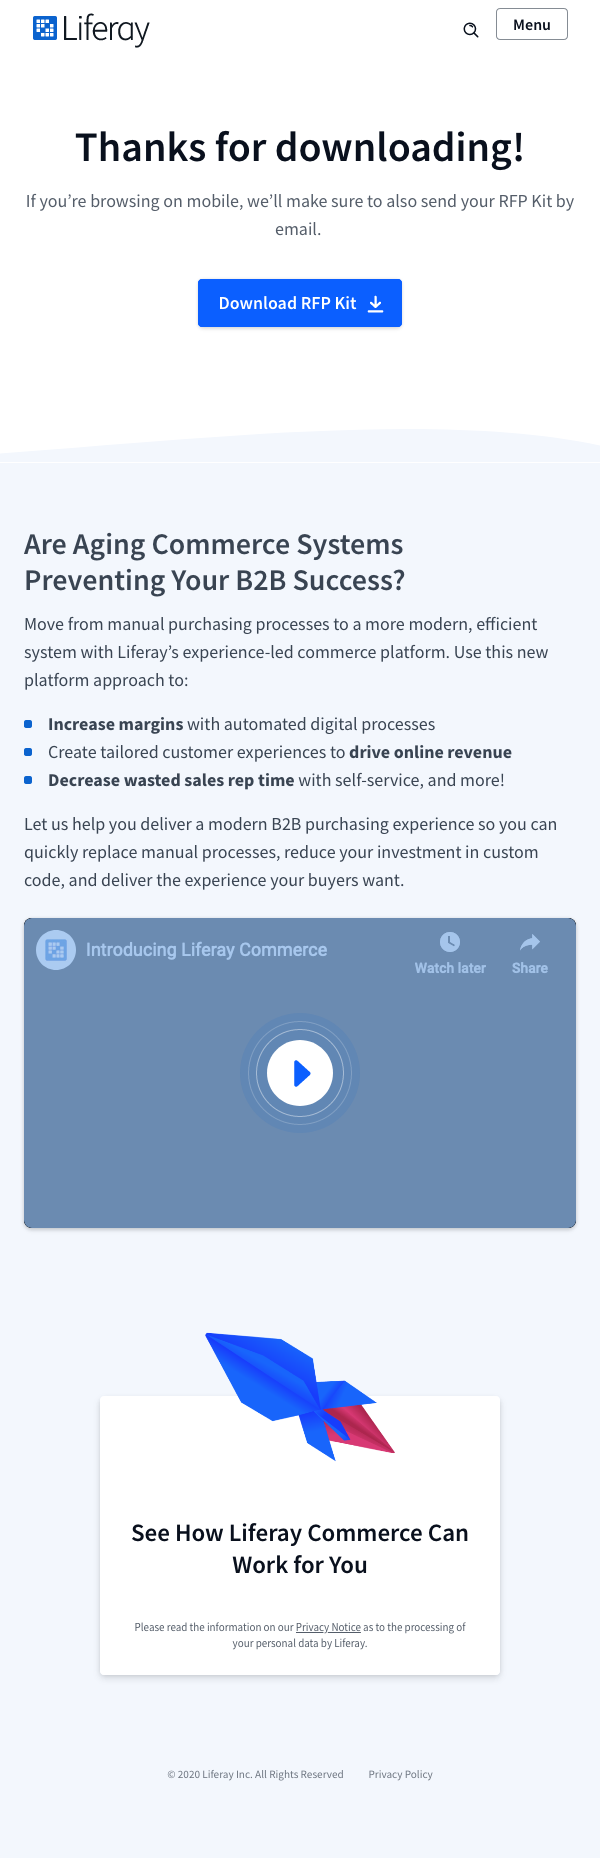 Liferay
Menu
Thanks for downloading!
If you’re browsing on mobile, we’ll make sure to also send your RFP Kit by
email.
Download RFP Kit
Are Aging Commerce Systems
Preventing Your B2B Success?
Move from manual purchasing processes to a more modern, efficient
system with Liferay’s experience-led commerce platform. Use this new
platform approach to:
Increase margins with automated digital processes
Create tailored customer experiences to drive online revenue
Decrease wasted sales rep time with self-service, and more!
Let us help you deliver a modern B2B purchasing experience so you can
quickly replace manual processes, reduce your investment in custom
code, and deliver the experience your buyers want.
Introducing Liferay Commerce
Watch later
Share
See How Liferay Commerce Can
Work for You
Please read the information on our Privacy Notice as to the processing of
your personal data by Liferay.
© 2020 Liferay Inc. All Rights Reserved Privacy Policy